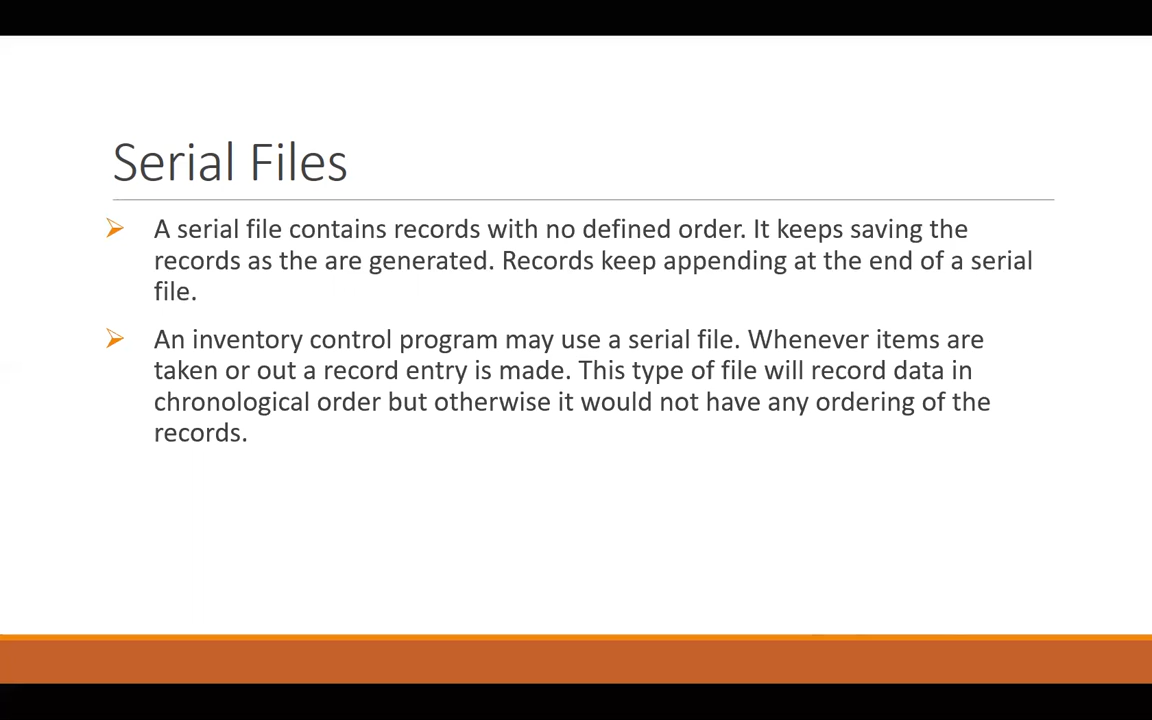 Serial Files
A serial file contains records with no defined order. It keeps saving the
records as the are generated. Records keep appending at the end of a serial
file.
An inventory control program may use a serial file. Whenever items are
taken or out a record entry is made. This type of file will record data in
chronological order but otherwise it would not have any ordering of the
records.